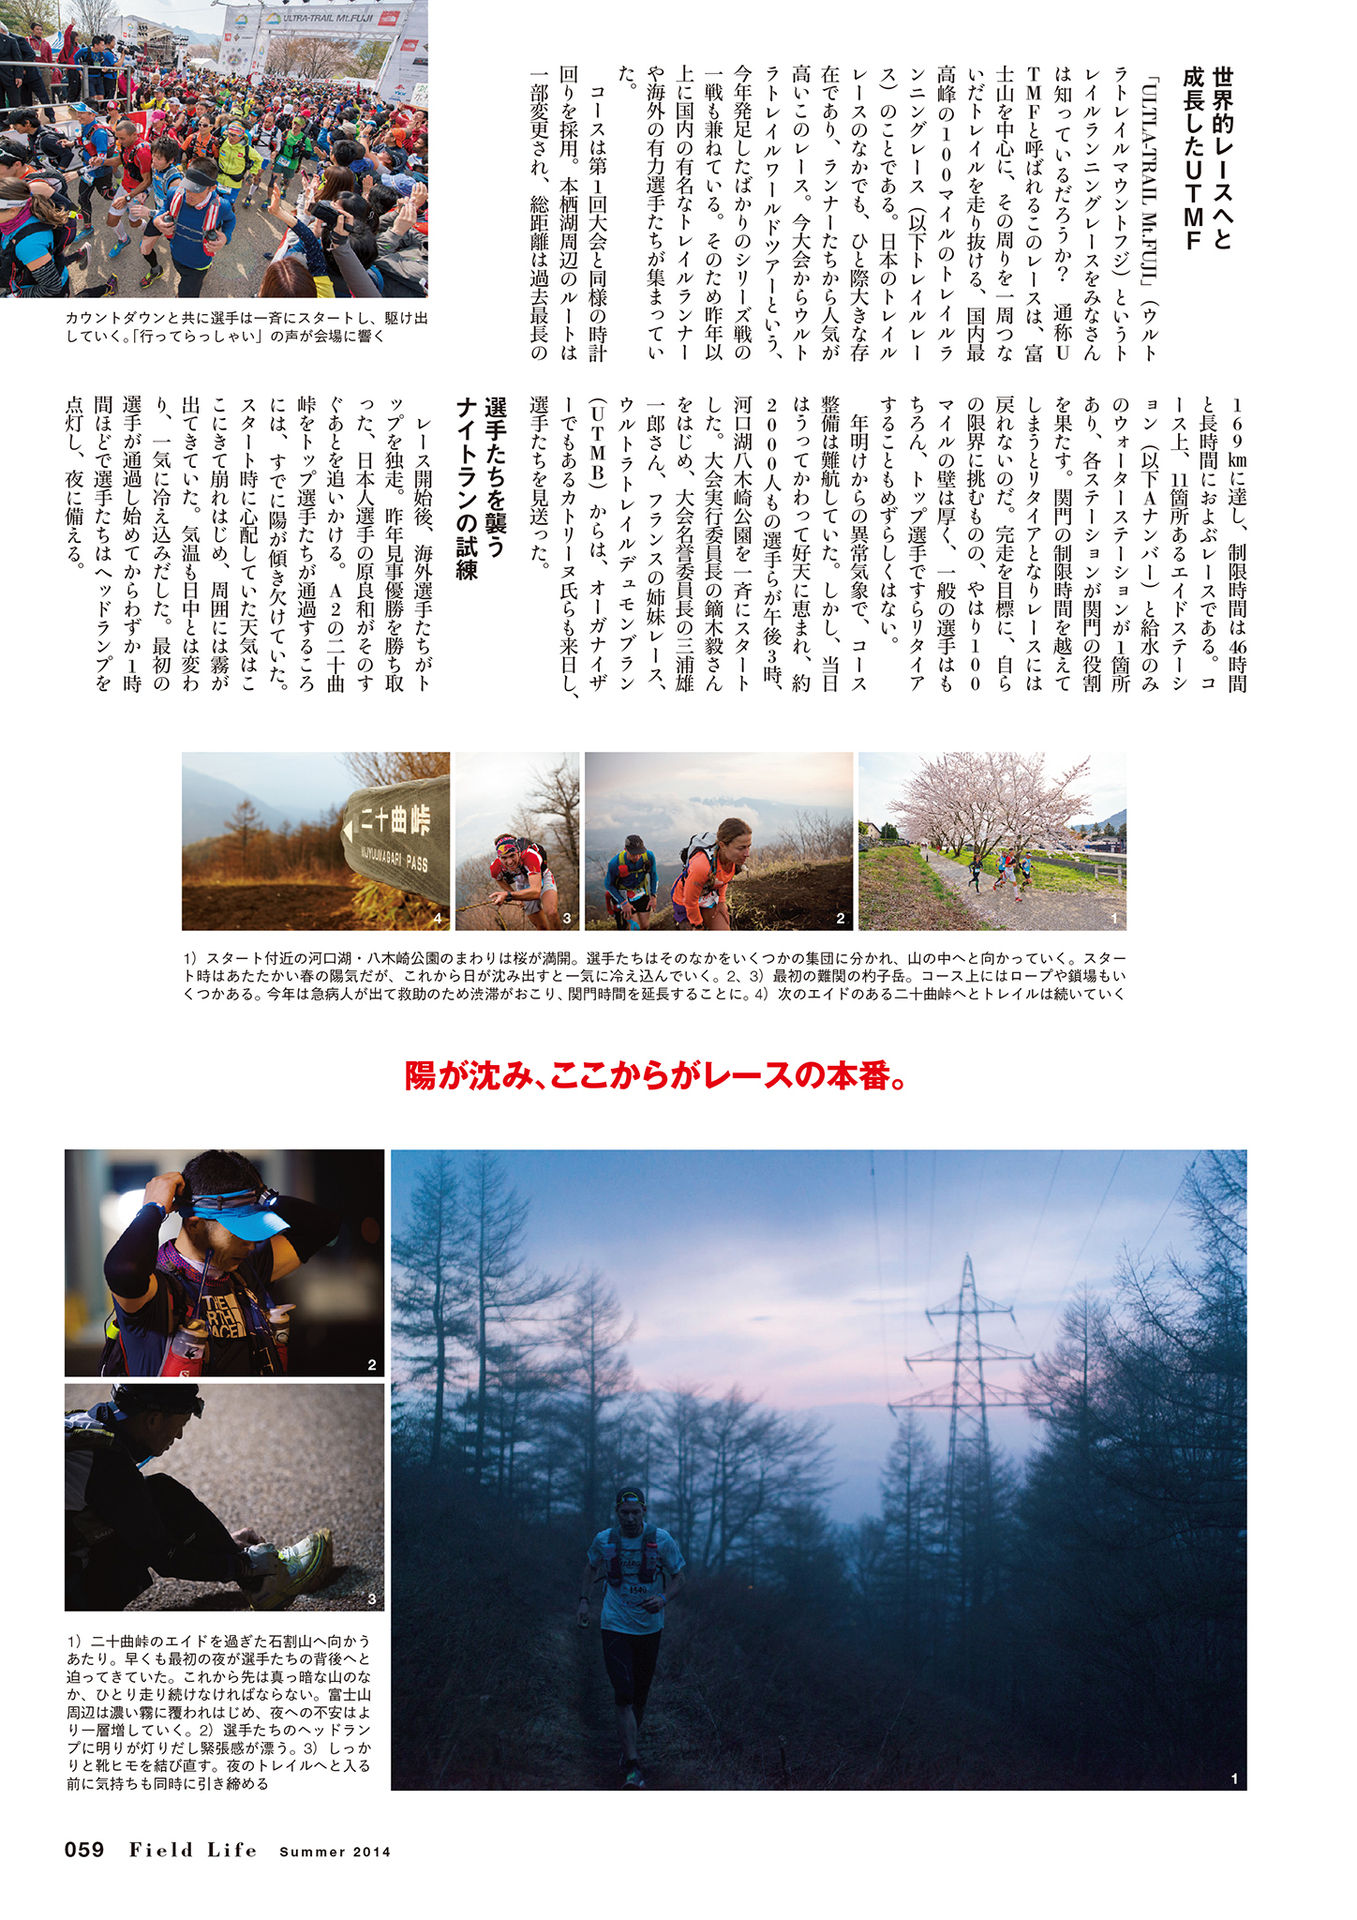 世界的レースへと
成長したUTMF
「ULTLA-TRAIL Mt.FUJI」（ウルト
ラトレイルマウントフジ）というト
レイルランニングレースをみなさん
は知っているだろうか？　通称U
TMFと呼ばれるこのレースは、富
士山を中心に、その周りを一周つな
いだトレイルを走り抜ける、国内最
高峰の100マイルのトレイルラ
ンニングレース（以下トレイルレー
ス）のことである。日本のトレイル
レースのなかでも、ひと際大きな存
在であり、ランナーたちから人気が
高いこのレース。今大会からウルト
ラトレイルワールドツアーという、
今年発足したばかりのシリーズ戦の
一戦も兼ねている。そのため昨年以
上に国内の有名なトレイルランナー
や海外の有力選手たちが集まってい
た。
コースは第1回大会と同様の時計
回りを採用。本栖湖周辺のルートは
一部変更され、総距離は過去最長の
169㎞に達し、制限時間は46時間
と長時間におよぶレースである。コ
ース上、11箇所あるエイドステーシ
ョン（以下Aナンバー）と給水のみ
のウォーターステーションが1箇所
あり、各ステーションが関門の役割
を果たす。関門の制限時間を越えて
しまうとリタイアとなりレースには
戻れないのだ。完走を目標に、自ら
の限界に挑むものの、やはり100
マイルの壁は厚く、一般の選手はも
ちろん、トップ選手ですらリタイア
することもめずらしくはない。
年明けからの異常気象で、コース
整備は難航していた。しかし、当日
はうってかわって好天に恵まれ、約
2000人もの選手らが午後3時、
河口湖八木崎公園を一斉にスタート
した。大会実行委員長の鏑木毅さん
をはじめ、大会名誉委員長の三浦雄
一郎さん、フランスの姉妹レース、
ウルトラトレイルデュモンブラン
（UTMB）からは、オーガナイザ
ーでもあるカトリーヌ氏らも来日し、
選手たちを見送った。
選手たちを襲う
ナイトランの試練
レース開始後、海外選手たちがト
ップを独走。昨年見事優勝を勝ち取
った、日本人選手の原良和がそのす
ぐあとを追いかける。A2の二十曲
峠をトップ選手たちが通過するころ
には、すでに陽が傾き欠けていた。
スタート時に心配していた天気はこ
こにきて崩れはじめ、周囲には霧が
出てきていた。気温も日中とは変わ
り、一気に冷え込みだした。最初の
選手が通過し始めてからわずか1時
間ほどで選手たちはヘッドランプを
点灯し、夜に備える。
ULTRA-TRAIL Mt.FUJI
カウントダウンと共に選手は一斉にスタートし、駆け出
していく。「行ってらっしゃい」の声が会場に響く
二十曲峠
NIJYUUMAGARI PASS
4
3
2
1
1）スタート付近の河口湖・八木崎公園のまわりは桜が満開。選手たちはそのなかをいくつかの集団に分かれ、山の中へと向かっていく。スター
ト時はあたたかい春の陽気だが、これから日が沈み出すと一気に冷え込んでいく。2、3）最初の難関の杓子岳。コース上にはロープや鎖場もい
くつかある。今年は急病人が出て救助のため渋滞がおこり、関門時間を延長することに。4）次のエイドのある二十曲峠へとトレイルは続いていく
陽が沈み、ここからがレースの本番。
THE
NORTH
FACE
2
3
1540
1
1）二十曲峠のエイドを過ぎた石割山へ向かう
あたり。早くも最初の夜が選手たちの背後へと
迫ってきていた。これから先は真っ暗な山のな
か、ひとり走り続けなければならない。富士山
周辺は濃い霧に覆われはじめ、夜への不安はよ
り一層増していく。2）選手たちのヘッドラン
プに明りが灯りだし緊張感が漂う。3）しっか
りと靴ヒモを結び直す。夜のトレイルへと入る
前に気持ちも同時に引き締める
059　Field Life　Summer 2014